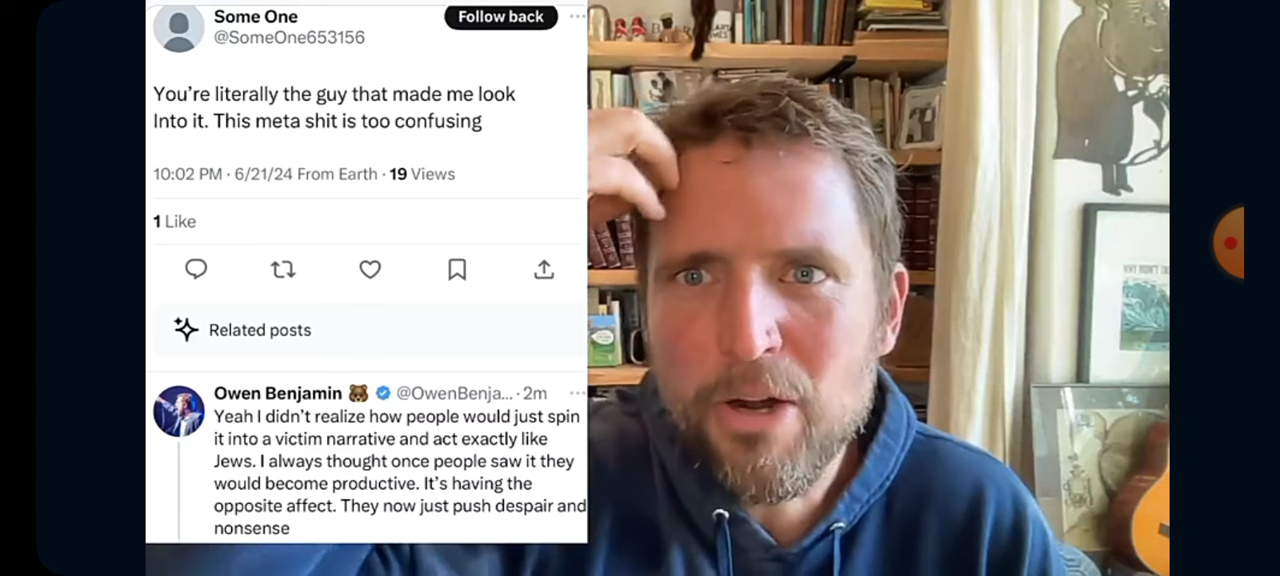 Some One
Follow back
@SomeOne653156
You're literally the guy that made me look
Into it. This meta shit is too confusing
10:02 PM · 6/21/24 From Earth · 19 Views
1 Like
Related posts
Owen Benjamin 🐻 @OwenBenja... · 2m
Yeah I didn't realize how people would just spin
it into a victim narrative and act exactly like
Jews. I always thought once people saw it they
would become productive. It's having the
opposite affect. They now just push despair and
nonsense